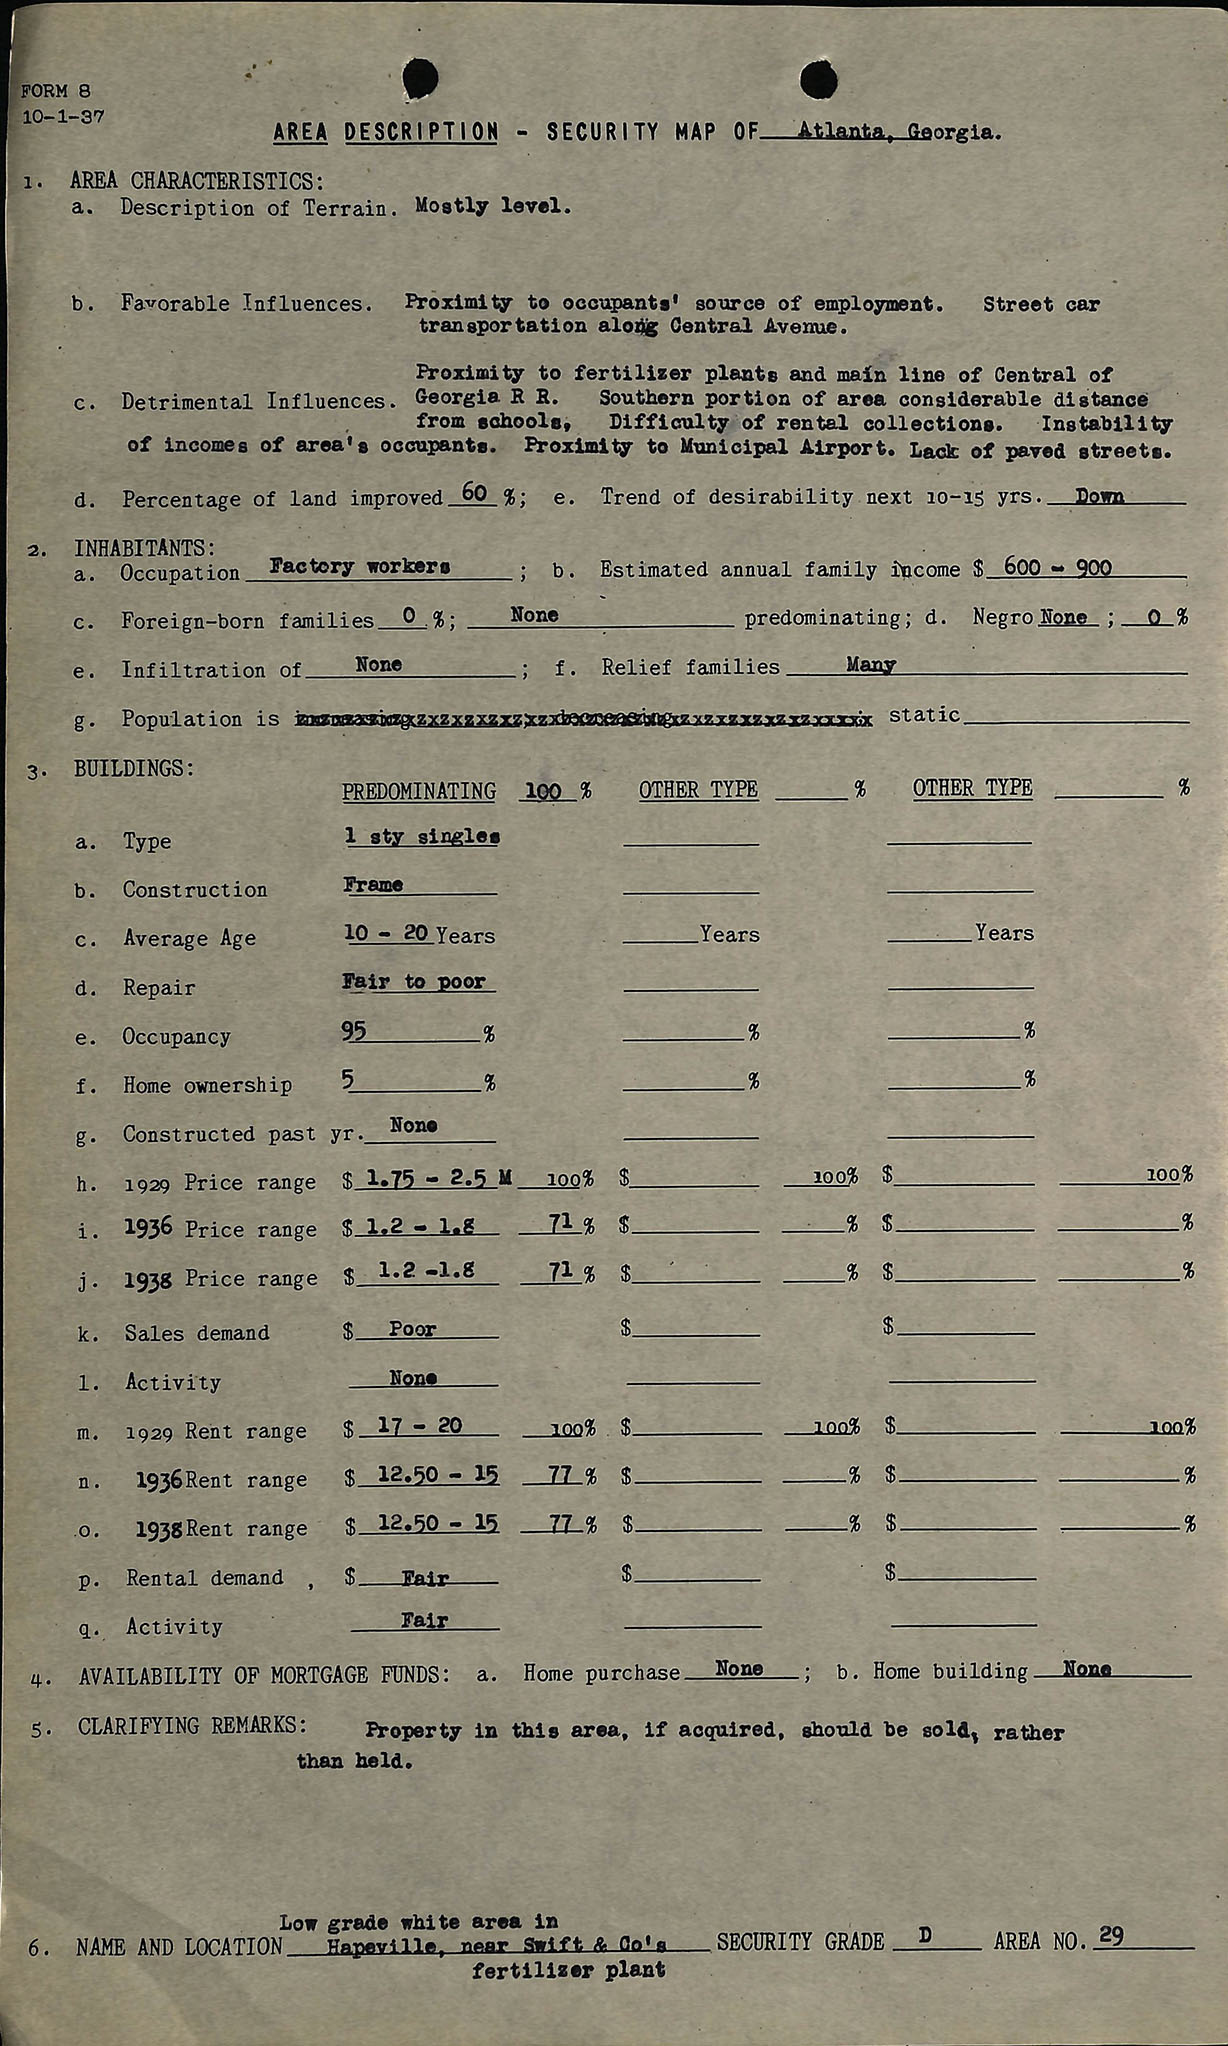 FORM 8
10-1-37
AREA DESCRIPTION - SECURITY MAP OF Atlanta, Georgia.
1. AREA CHARACTERISTICS:
a. Description of Terrain. Mostly level.
b. Favorable Influences. Proximity to occupants' source of employment. Street car
transportation along Central Avenue.
Proximity to fertilizer plants and main line of Central of
c. Detrimental Influences. Georgia R R. Southern portion of area considerable distance
from schools, Difficulty of rental collections. Instability
of incomes of area's occupants. Proximity to Municipal Airport. Lack of paved streets.
d. Percentage of land improved 60 %; e. Trend of desirability next 10-15 yrs. Down
2. INHABITANTS:
a. Occupation Factory workers ; b. Estimated annual family income $ 600 - 900
c. Foreign-born families 0 %; None predominating; d. Negro None ; 0 %
e. Infiltration of None ; f. Relief families Many
g. Population is static
3. BUILDINGS:
PREDOMINATING 100 % OTHER TYPE % OTHER TYPE %
a. Type 1 sty singles
b. Construction Frame
c. Average Age 10 - 20 Years Years Years
d. Repair Fair to poor
e. Occupancy 95 % % %
f. Home ownership 5 % % %
g. Constructed past yr. None
h. 1929 Price range $ 1.75 - 2.5 M 100% $ 100% $ 100%
i. 1936 Price range $ 1.2 - 1.8 71 % $ % $ %
j. 1938 Price range $ 1.2 -1.8 71 % $ % $ %
k. Sales demand $ Poor $ $
l. Activity None
m. 1929 Rent range $ 17 - 20 100% $ 100% $ 100%
n. 1936 Rent range $ 12.50 - 15 77 % $ % $ %
o. 1938 Rent range $ 12.50 - 15 77 % $ % $ %
p. Rental demand , $ Fair $ $
q. Activity Fair
4. AVAILABILITY OF MORTGAGE FUNDS: a. Home purchase None ; b. Home building None
5. CLARIFYING REMARKS: Property in this area, if acquired, should be sold, rather
than held.
Low grade white area in
6. NAME AND LOCATION Hapeville, near Swift & Co's SECURITY GRADE D AREA NO. 29
fertilizer plant